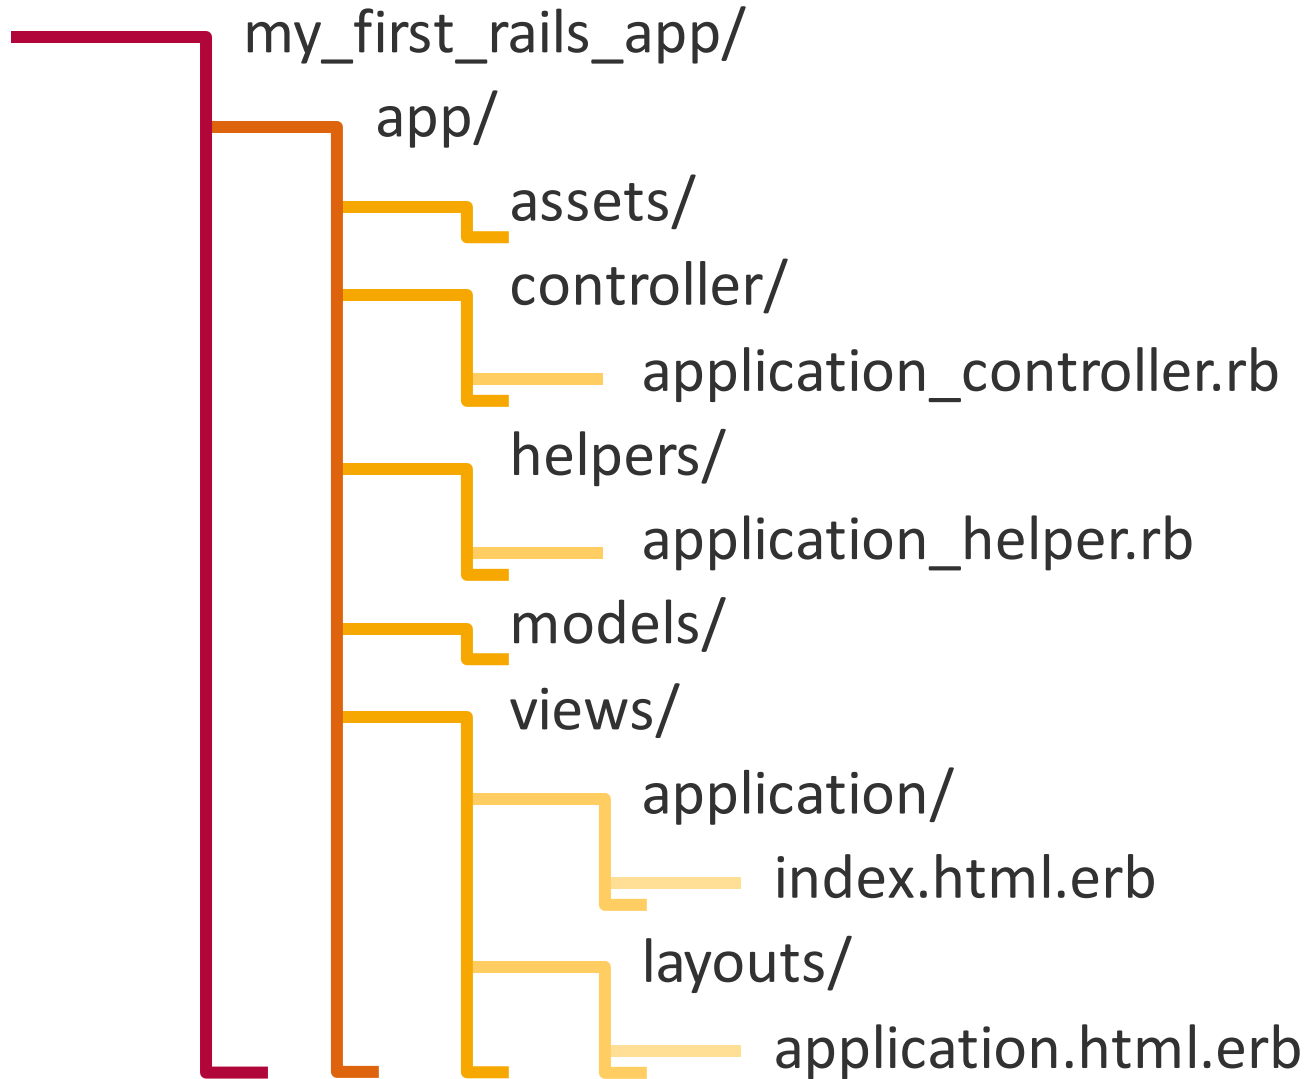 my_first_rails_app/
app/
assets/
controller/
application_controller.rb
helpers/
application_helper.rb
models/
views/
application/
index.html.erb
layouts/
application.html.erb